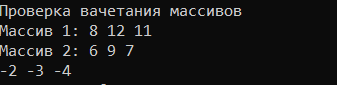 Проверка вачетания массивов
Массив 1: 8 12 11
Массив 2: 6 9 7
-2 -3 -4